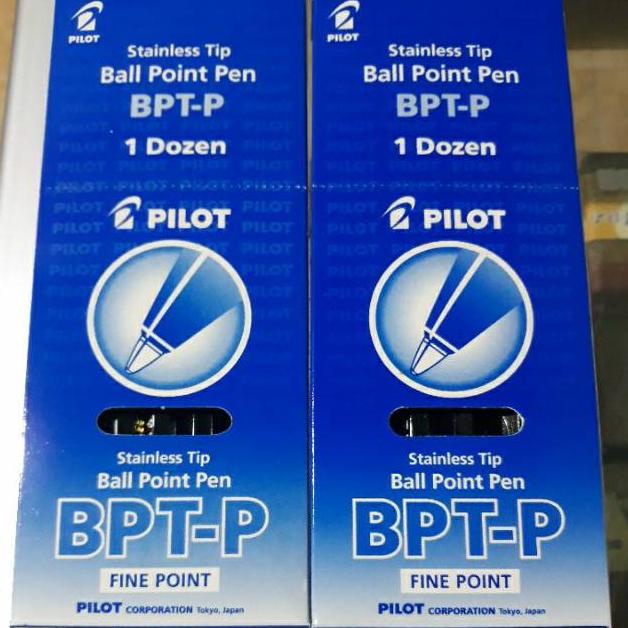 PILOT
Stainless Tip
Ball Point Pen
BPT-P
1 Dozen
PILOT
Stainless Tip
Ball Point Pen
BPT-P
FINE POINT
PILOT CORPORATION Tokyo, Japan
PILOT
Stainless Tip
Ball Point Pen
BPT-P
1 Dozen
PILOT
Stainless Tip
Ball Point Pen
BPT-P
FINE POINT
PILOT CORPORATION Tokyo, Japan